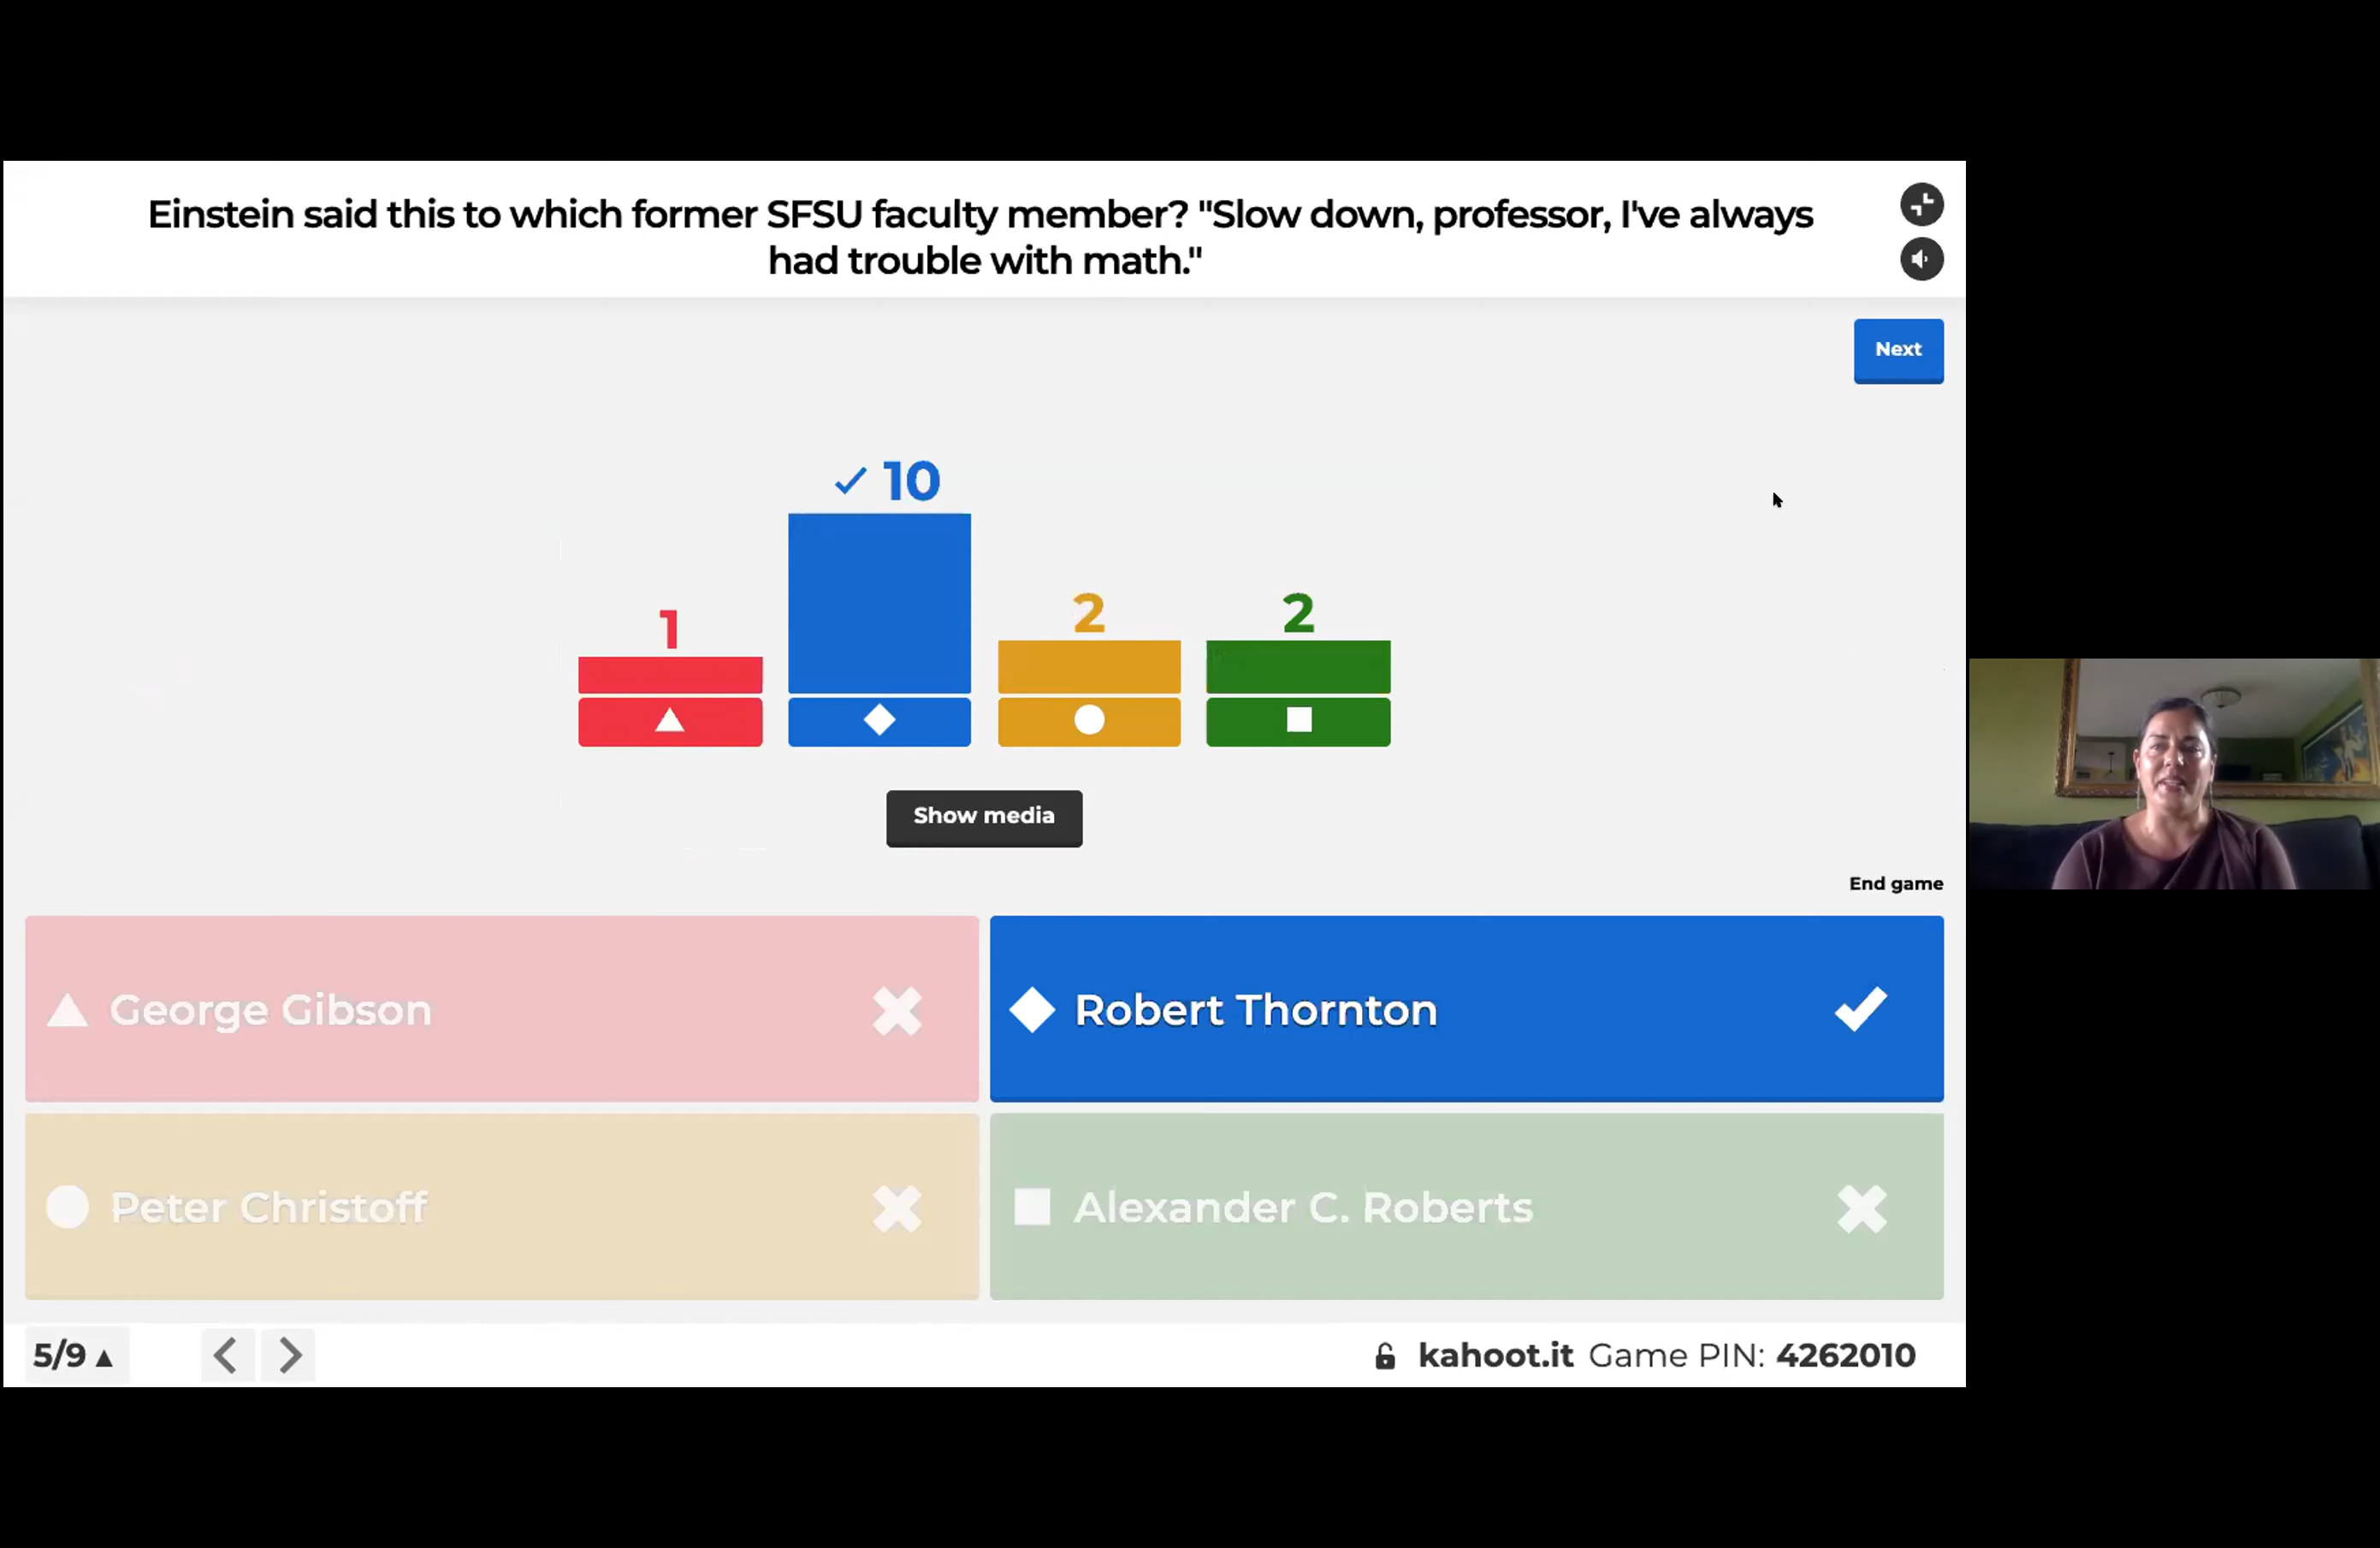 Einstein said this to which former SFSU faculty member? "Slow down, professor, I've always
had trouble with math."
Next
10
1
2
2
Show media
End game
George Gibson
Robert Thornton
Peter Christoff
Alexander C. Roberts
5/9
kahoot.it Game PIN: 4262010